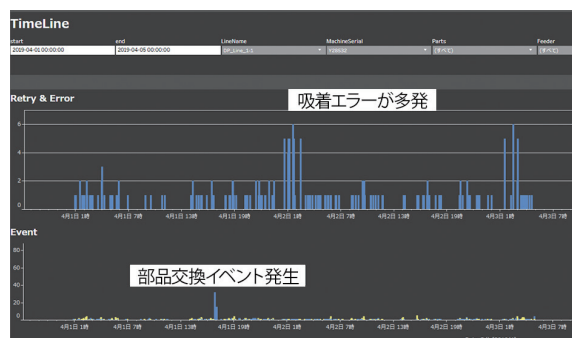 TimeLine
start end LineName MachineSerial Parts Feeder
2019-04-01 00:00:00 2019-04-05 00:00:00 DP_Line_1-1 (すべて) (すべて)
Retry & Error
吸着エラーが多発
6
4
2
0
4月1日 1時 4月1日 7時 4月1日 13時 4月1日 19時 4月2日 1時 4月2日 7時 4月2日 13時 4月2日 19時 4月3日 1時 4月3日 7時
Event
80
60
部品交換イベント発生
40
20
0
4月1日 1時 4月1日 7時 4月1日 13時 4月1日 19時 4月2日 1時 4月2日 7時 4月2日 13時 4月2日 19時 4月3日 1時 4月3日 7時